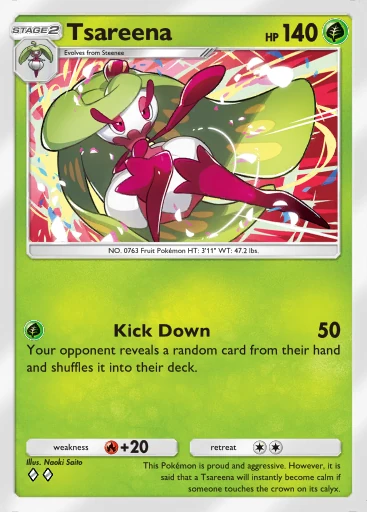 STAGE 2 Tsareena HP 140
Evolves from Steenee
NO. 0763 Fruit Pokémon HT: 3'11" WT: 47.2 lbs.
Kick Down 50
Your opponent reveals a random card from their hand
and shuffles it into their deck.
weakness +20 retreat
Illus. Naoki Saito
This Pokémon is proud and aggressive. However, it is
said that a Tsareena will instantly become calm if
someone touches the crown on its calyx.